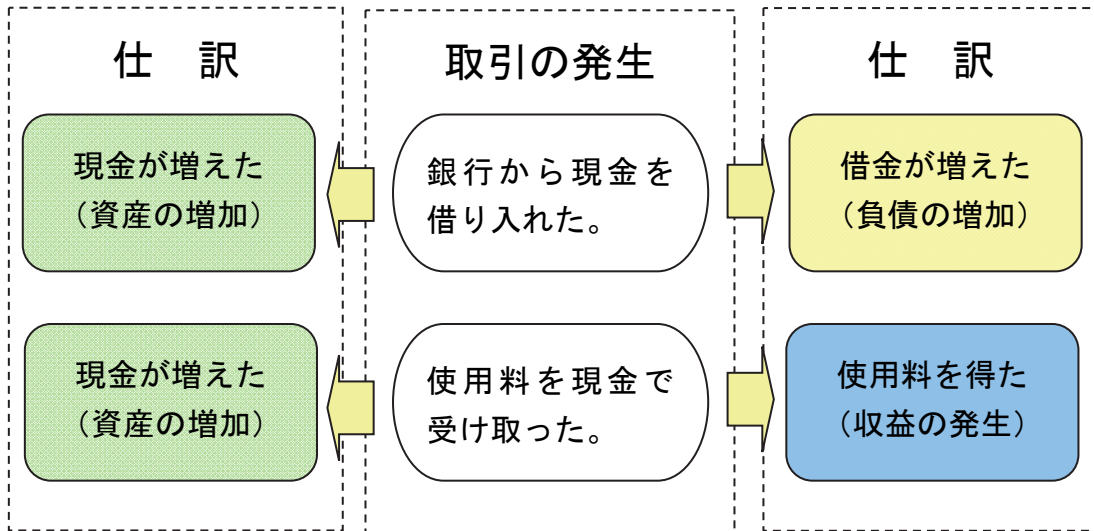 仕　訳
取引の発生
仕　訳
現金が増えた
（資産の増加）
銀行から現金を
借り入れた。
借金が増えた
（負債の増加）
現金が増えた
（資産の増加）
使用料を現金で
受け取った。
使用料を得た
（収益の発生）